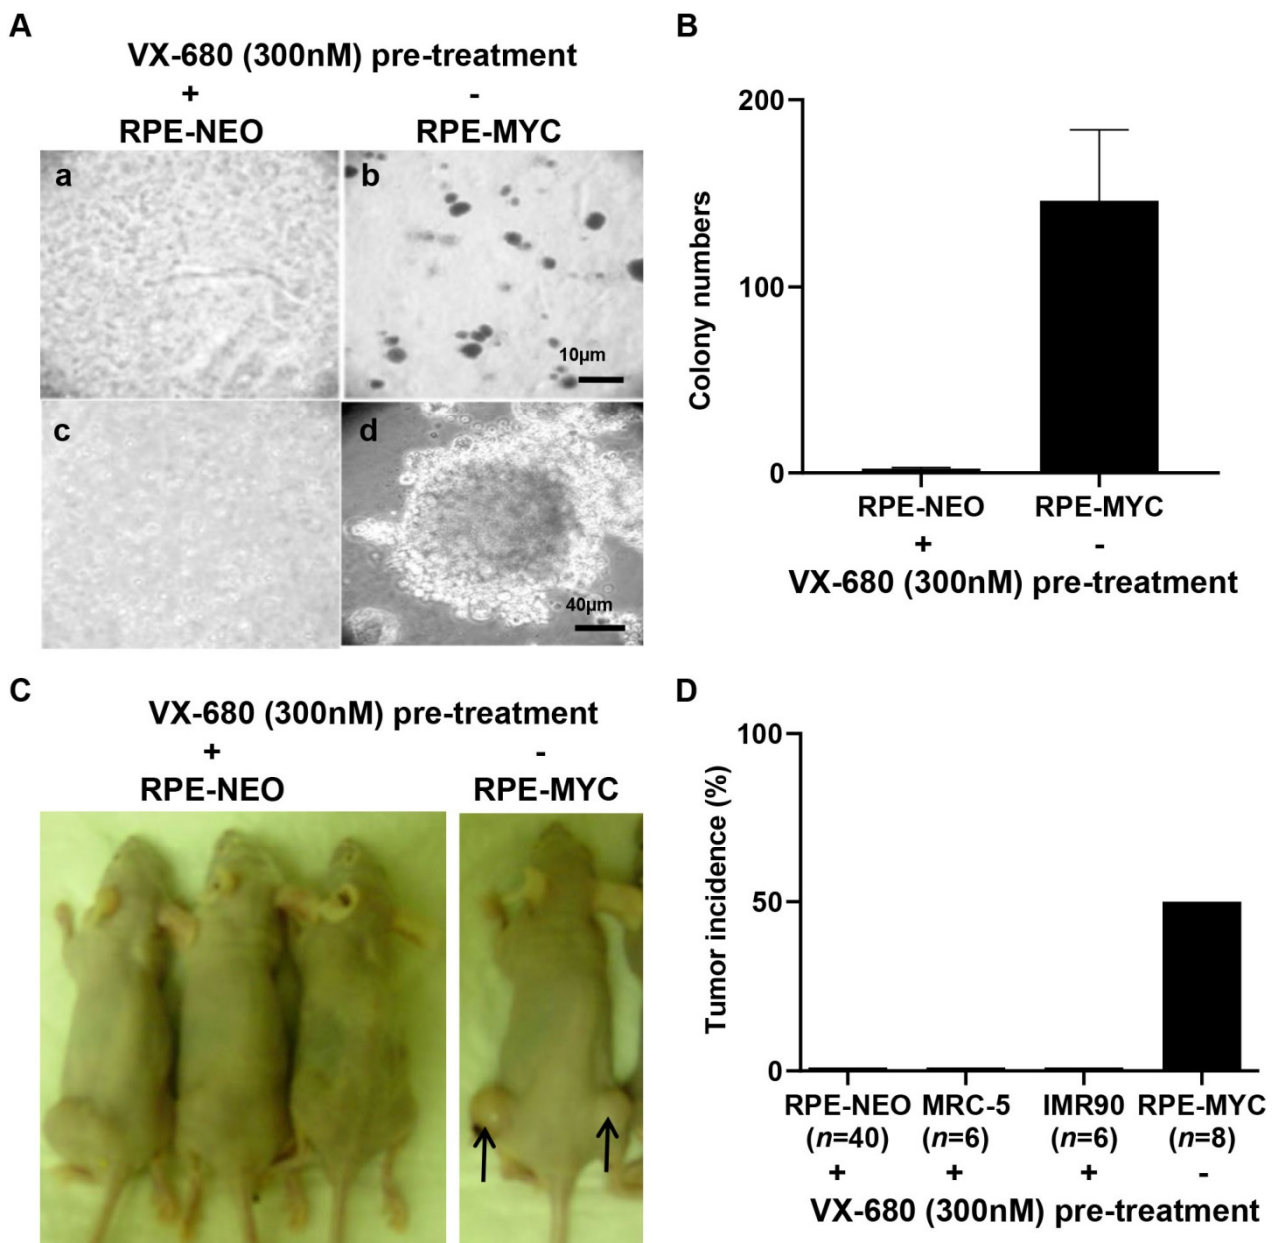 A
VX-680 (300nM) pre-treatment
+ -
RPE-NEO RPE-MYC
a b
10µm
c d
40µm
B
200
100
0
Colony numbers
RPE-NEO RPE-MYC
+ -
VX-680 (300nM) pre-treatment
C
VX-680 (300nM) pre-treatment
+ -
RPE-NEO RPE-MYC
D
100
50
0
Tumor incidence (%)
RPE-NEO MRC-5 IMR90 RPE-MYC
(n=40) (n=6) (n=6) (n=8)
+ + + -
VX-680 (300nM) pre-treatment